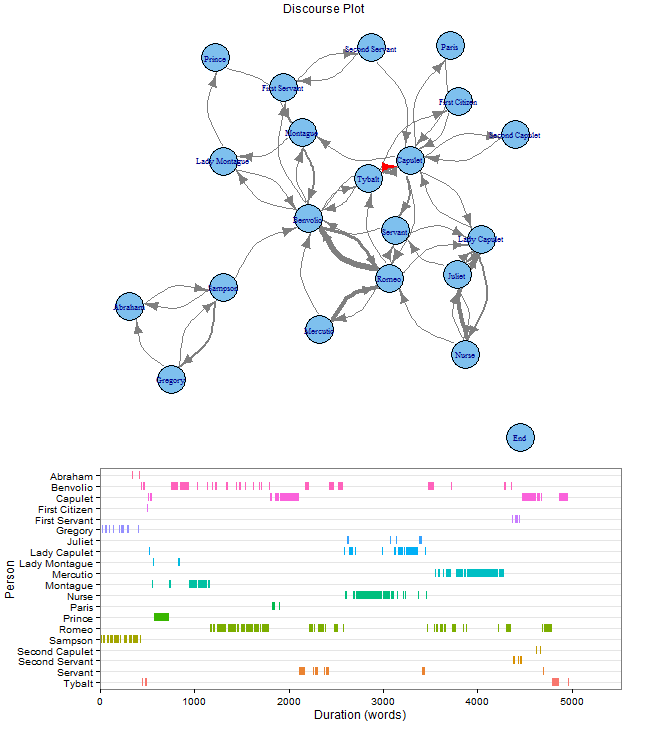 Discourse Plot
Second Servant
Paris
Prince
First Servant
First Citizen
Montague
Second Capulet
Lady Montague
Capulet
Tybalt
Benvolio
Servant
Lady Capulet
Juliet
Romeo
Sampson
Abraham
Mercutio
Nurse
Gregory
End
Abraham
Benvolio
Capulet
First Citizen
First Servant
Gregory
Juliet
Lady Capulet
Lady Montague
Mercutio
Montague
Nurse
Paris
Prince
Romeo
Sampson
Second Capulet
Second Servant
Servant
Tybalt
Person
0 1000 2000 3000 4000 5000
Duration (words)